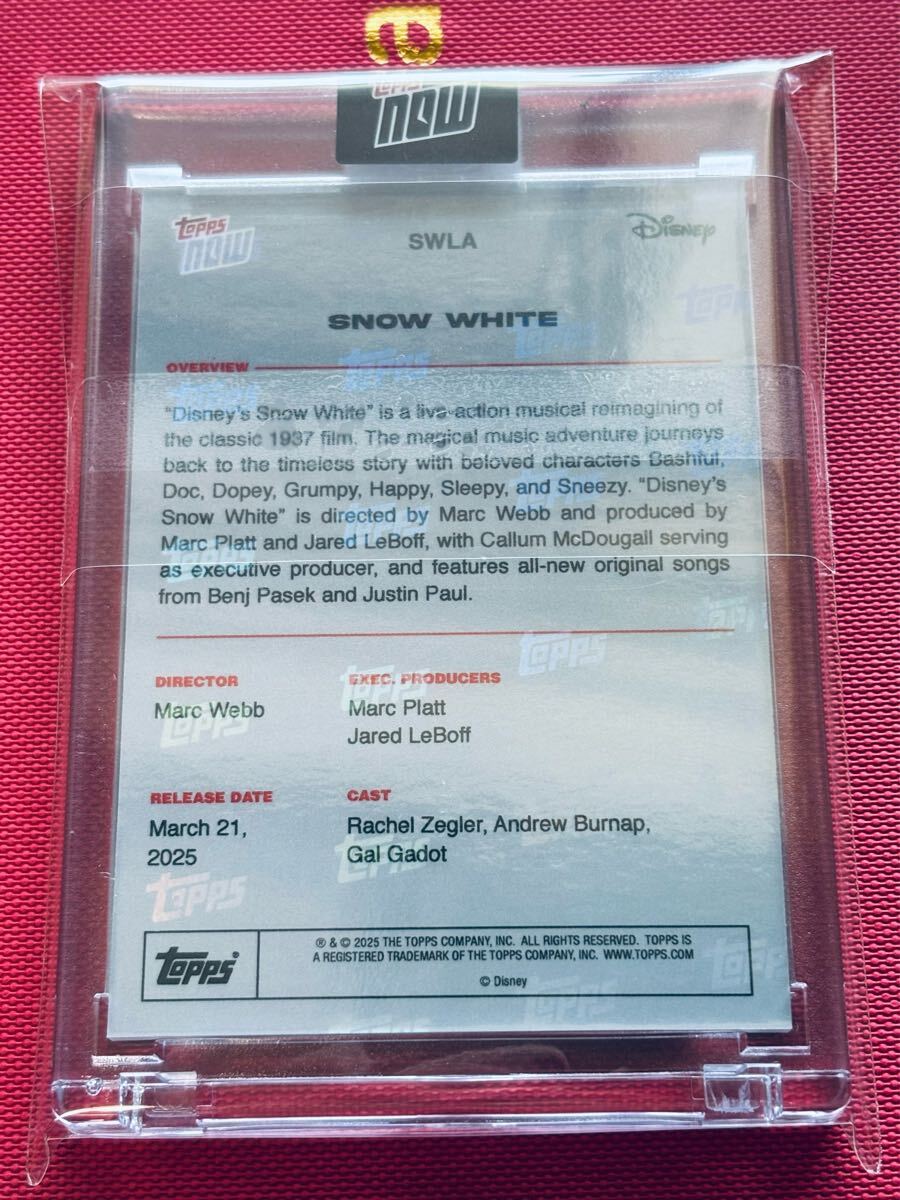 TOPPS
NOW
TOPPS
NOW
SWLA
Disney
SNOW WHITE
OVERVIEW
"Disney's Snow White" is a live-action musical reimagining of
the classic 1937 film. The magical music adventure journeys
back to the timeless story with beloved characters Bashful,
Doc, Dopey, Grumpy, Happy, Sleepy, and Sneezy. "Disney's
Snow White" is directed by Marc Webb and produced by
Marc Platt and Jared LeBoff, with Callum McDougall serving
as executive producer, and features all-new original songs
from Benj Pasek and Justin Paul.
DIRECTOR
Marc Webb
EXEC. PRODUCERS
Marc Platt
Jared LeBoff
RELEASE DATE
March 21,
2025
CAST
Rachel Zegler, Andrew Burnap,
Gal Gadot
TOPPS®
® & © 2025 THE TOPPS COMPANY, INC. ALL RIGHTS RESERVED. TOPPS IS
A REGISTERED TRADEMARK OF THE TOPPS COMPANY, INC. WWW.TOPPS.COM
© Disney